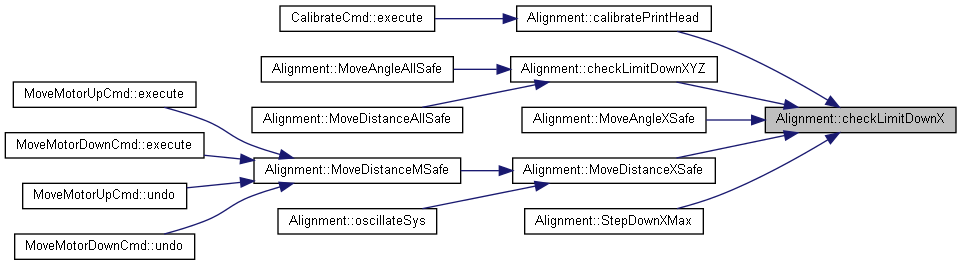 CalibrateCmd::execute
Alignment::calibratePrintHead
Alignment::MoveAngleAllSafe
Alignment::checkLimitDownXYZ
MoveMotorUpCmd::execute
Alignment::MoveDistanceAllSafe
Alignment::MoveAngleXSafe
Alignment::checkLimitDownX
MoveMotorDownCmd::execute
Alignment::MoveDistanceMSafe
Alignment::MoveDistanceXSafe
MoveMotorUpCmd::undo
Alignment::oscillateSys
Alignment::StepDownXMax
MoveMotorDownCmd::undo